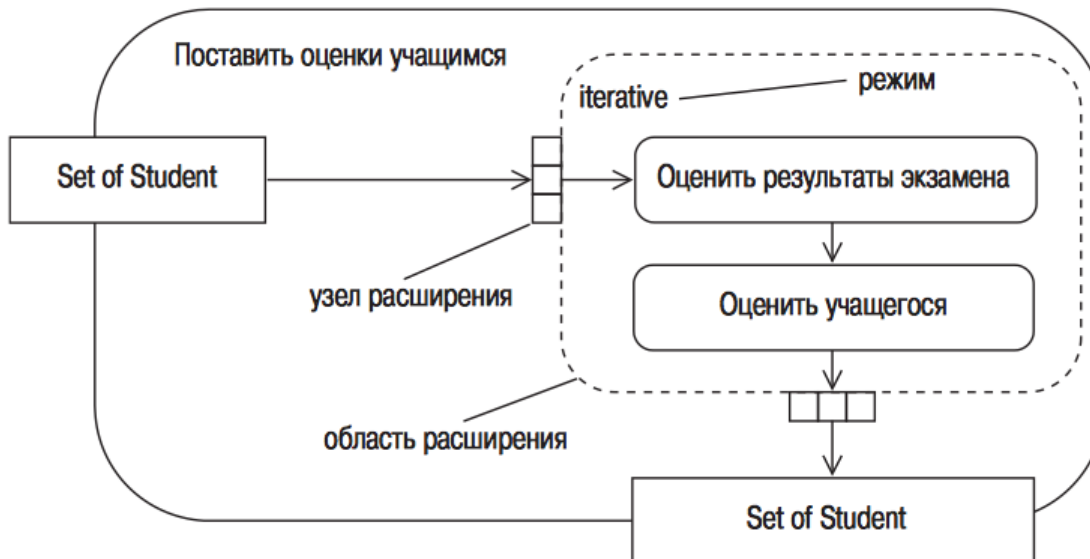 Поставить оценки учащимся
режим
iterative
Set of Student
Оценить результаты экзамена
узел расширения
Оценить учащегося
область расширения
Set of Student